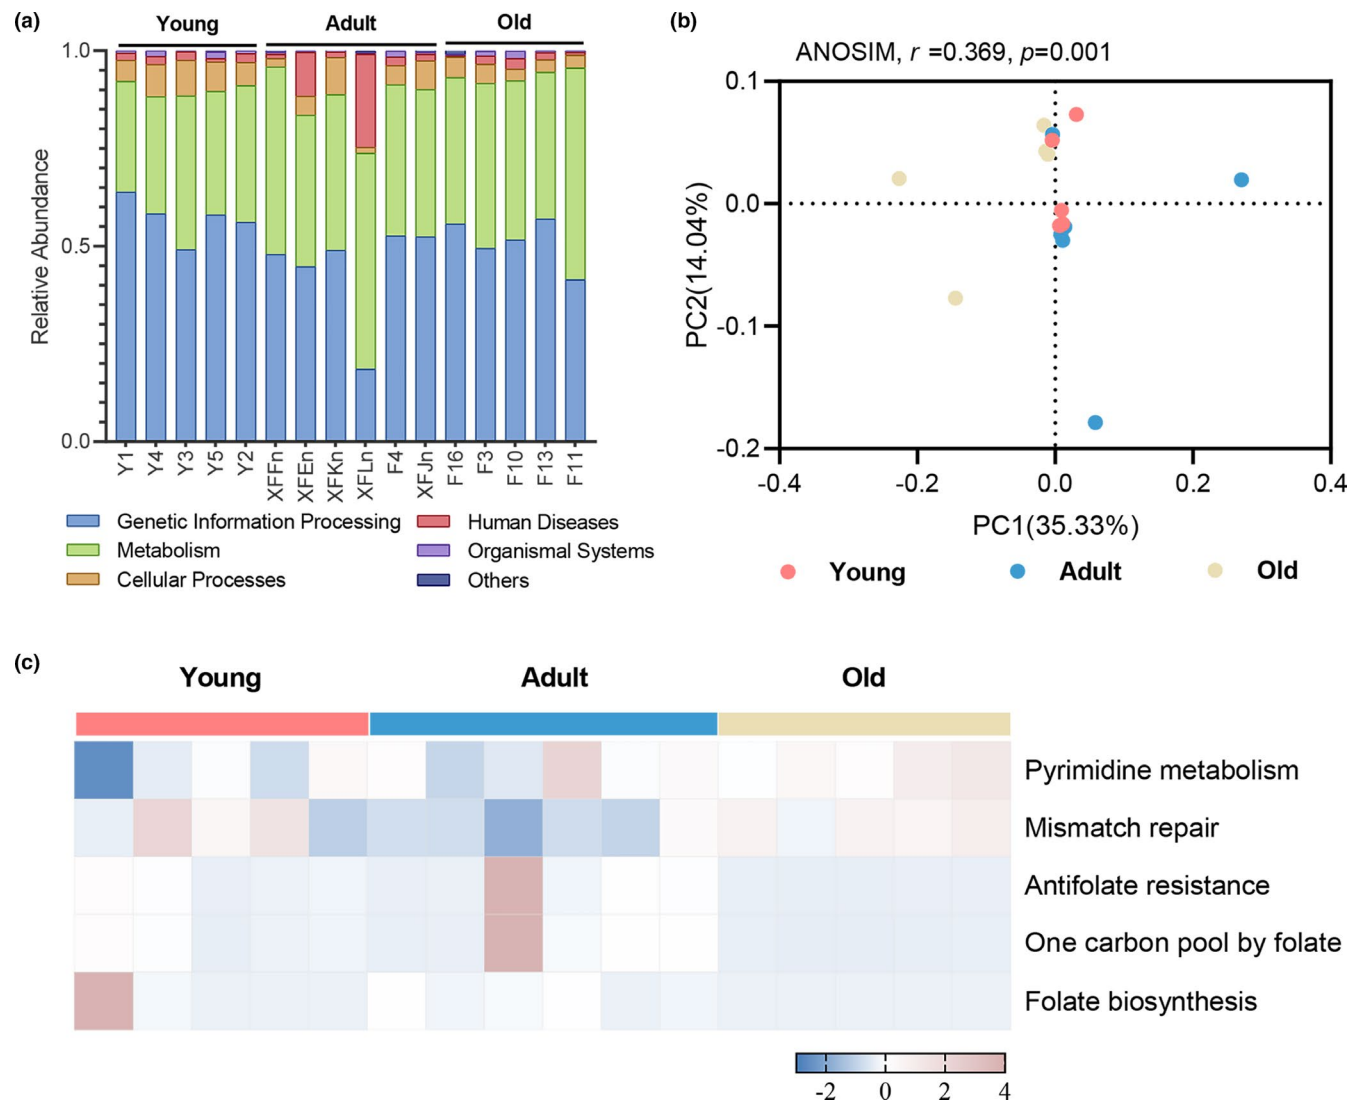 (a)
Young Adult Old
1.0
0.5
0.0
Relative Abundance
Y1 Y4 Y3 Y5 Y2 XFFn XFEn XFKn XFLn F4 XFJn F16 F3 F10 F13 F11
Genetic Information Processing
Metabolism
Cellular Processes
Human Diseases
Organismal Systems
Others
(b)
ANOSIM, r =0.369, p=0.001
0.1
0.0
-0.1
-0.2
PC2(14.04%)
-0.4 -0.2 0.0 0.2 0.4
PC1(35.33%)
Young Adult Old
(c)
Young Adult Old
Pyrimidine metabolism
Mismatch repair
Antifolate resistance
One carbon pool by folate
Folate biosynthesis
-2 0 2 4